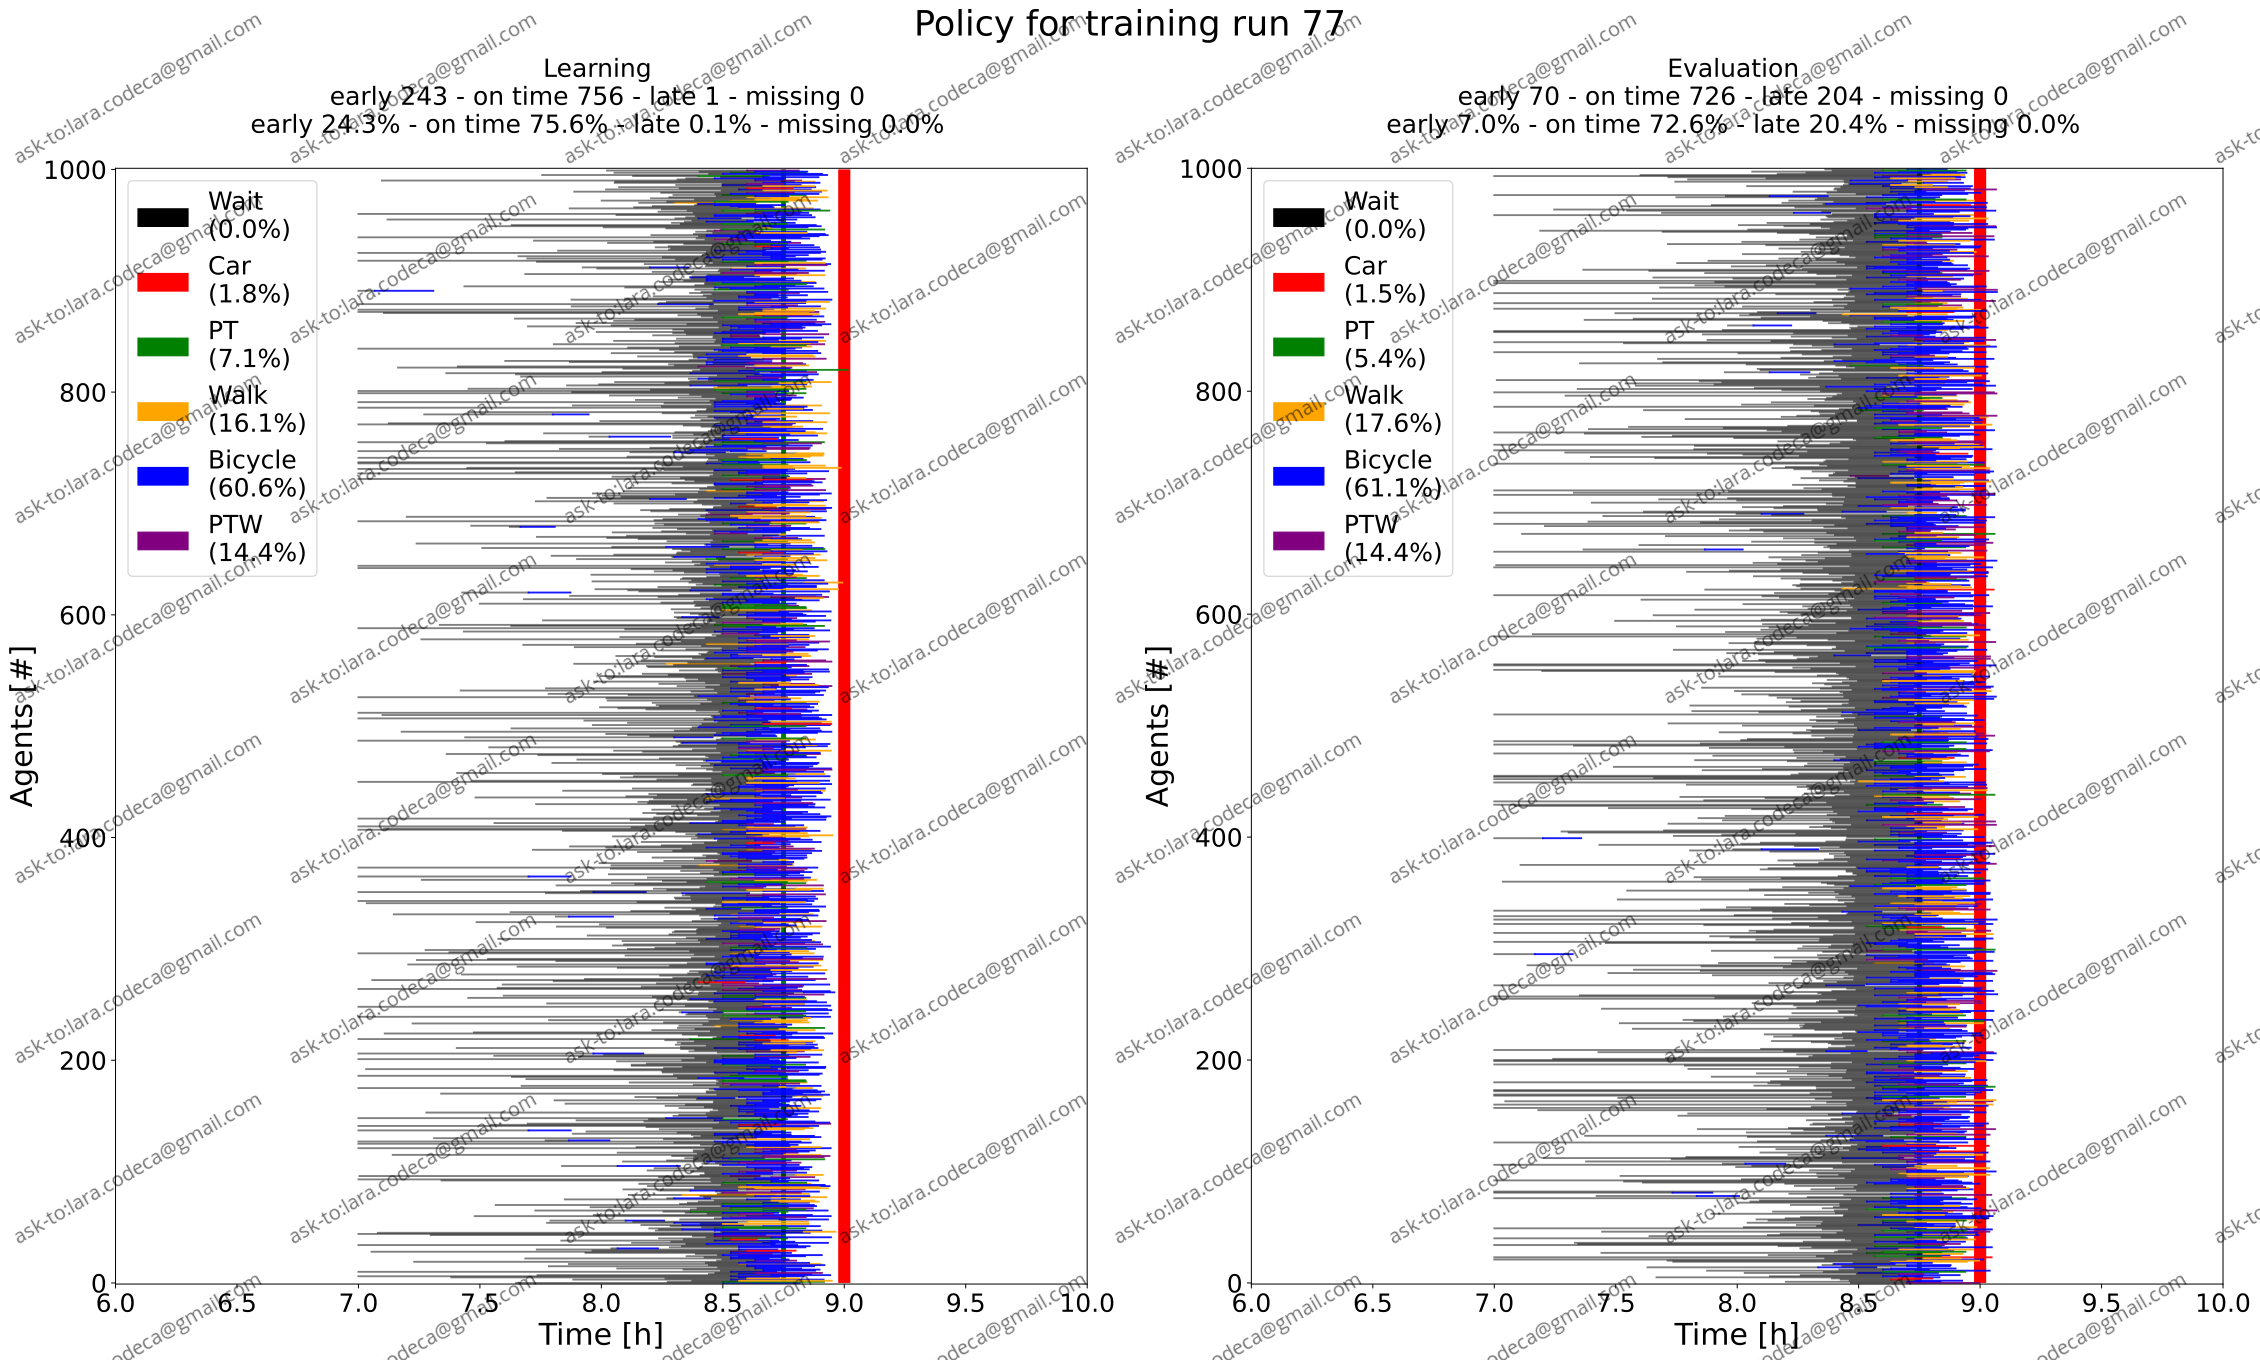 Policy for training run 77
Learning
early 243 - on time 756 - late 1 - missing 0
early 24.3% - on time 75.6% - late 0.1% - missing 0.0%
1000
800
600
400
200
0
Agents [#]
Wait
(0.0%)
Car
(1.8%)
PT
(7.1%)
Walk
(16.1%)
Bicycle
(60.6%)
PTW
(14.4%)
6.0 6.5 7.0 7.5 8.0 8.5 9.0 9.5 10.0
Time [h]
Evaluation
early 70 - on time 726 - late 204 - missing 0
early 7.0% - on time 72.6% - late 20.4% - missing 0.0%
1000
800
600
400
200
0
Agents [#]
Wait
(0.0%)
Car
(1.5%)
PT
(5.4%)
Walk
(17.6%)
Bicycle
(61.1%)
PTW
(14.4%)
6.0 6.5 7.0 7.5 8.0 8.5 9.0 9.5 10.0
Time [h]
ask-to:lara.codeca@gmail.com